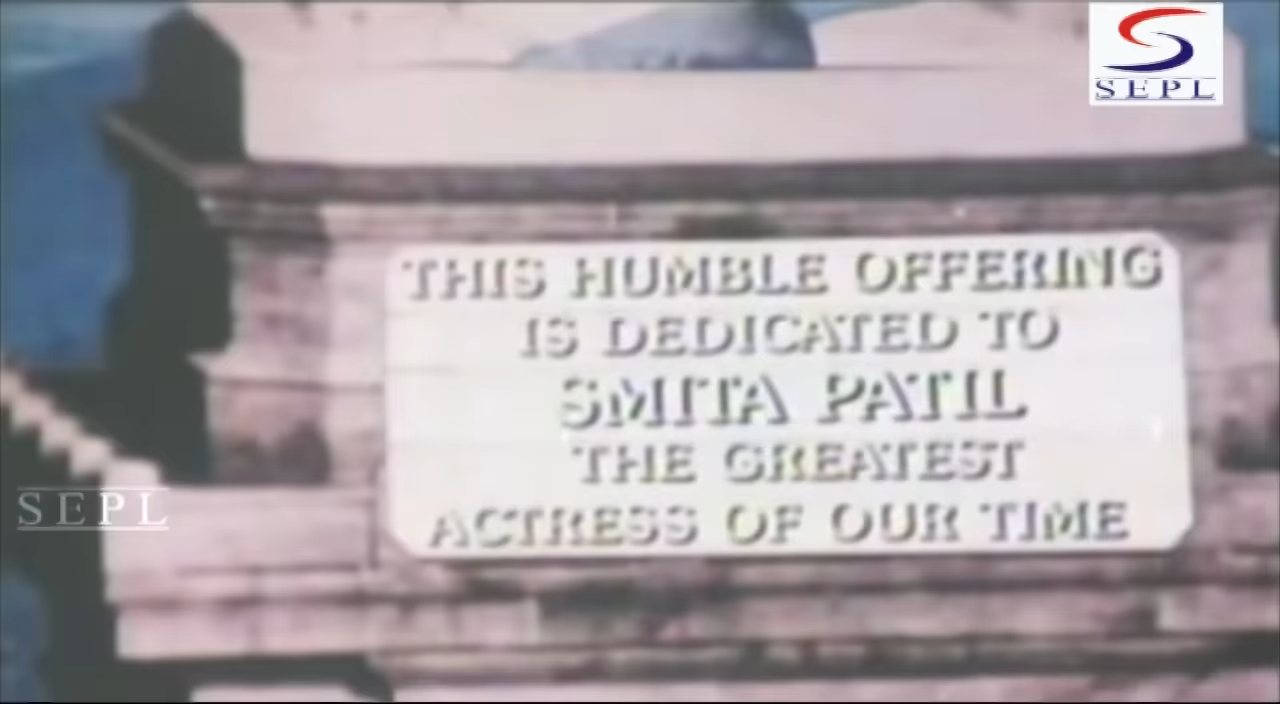 SEPL
THIS HUMBLE OFFERING
IS DEDICATED TO
SMITA PATIL
THE GREATEST
ACTRESS OF OUR TIME
SEPL